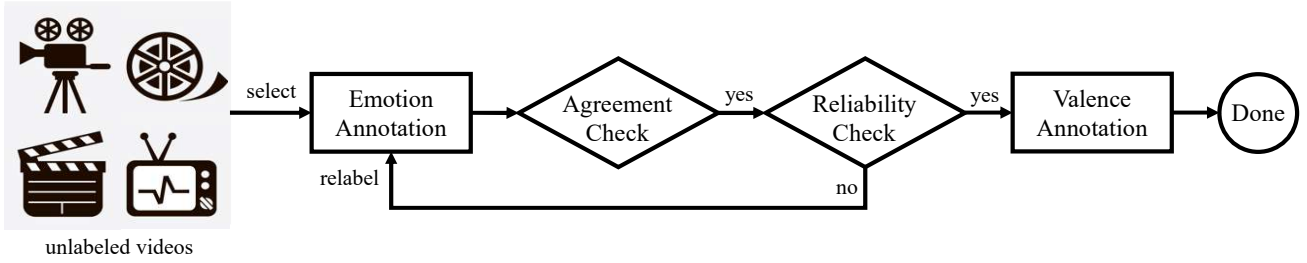 unlabeled videos
select
Emotion
Annotation
Agreement
Check
yes
Reliability
Check
yes
Valence
Annotation
Done
no
relabel